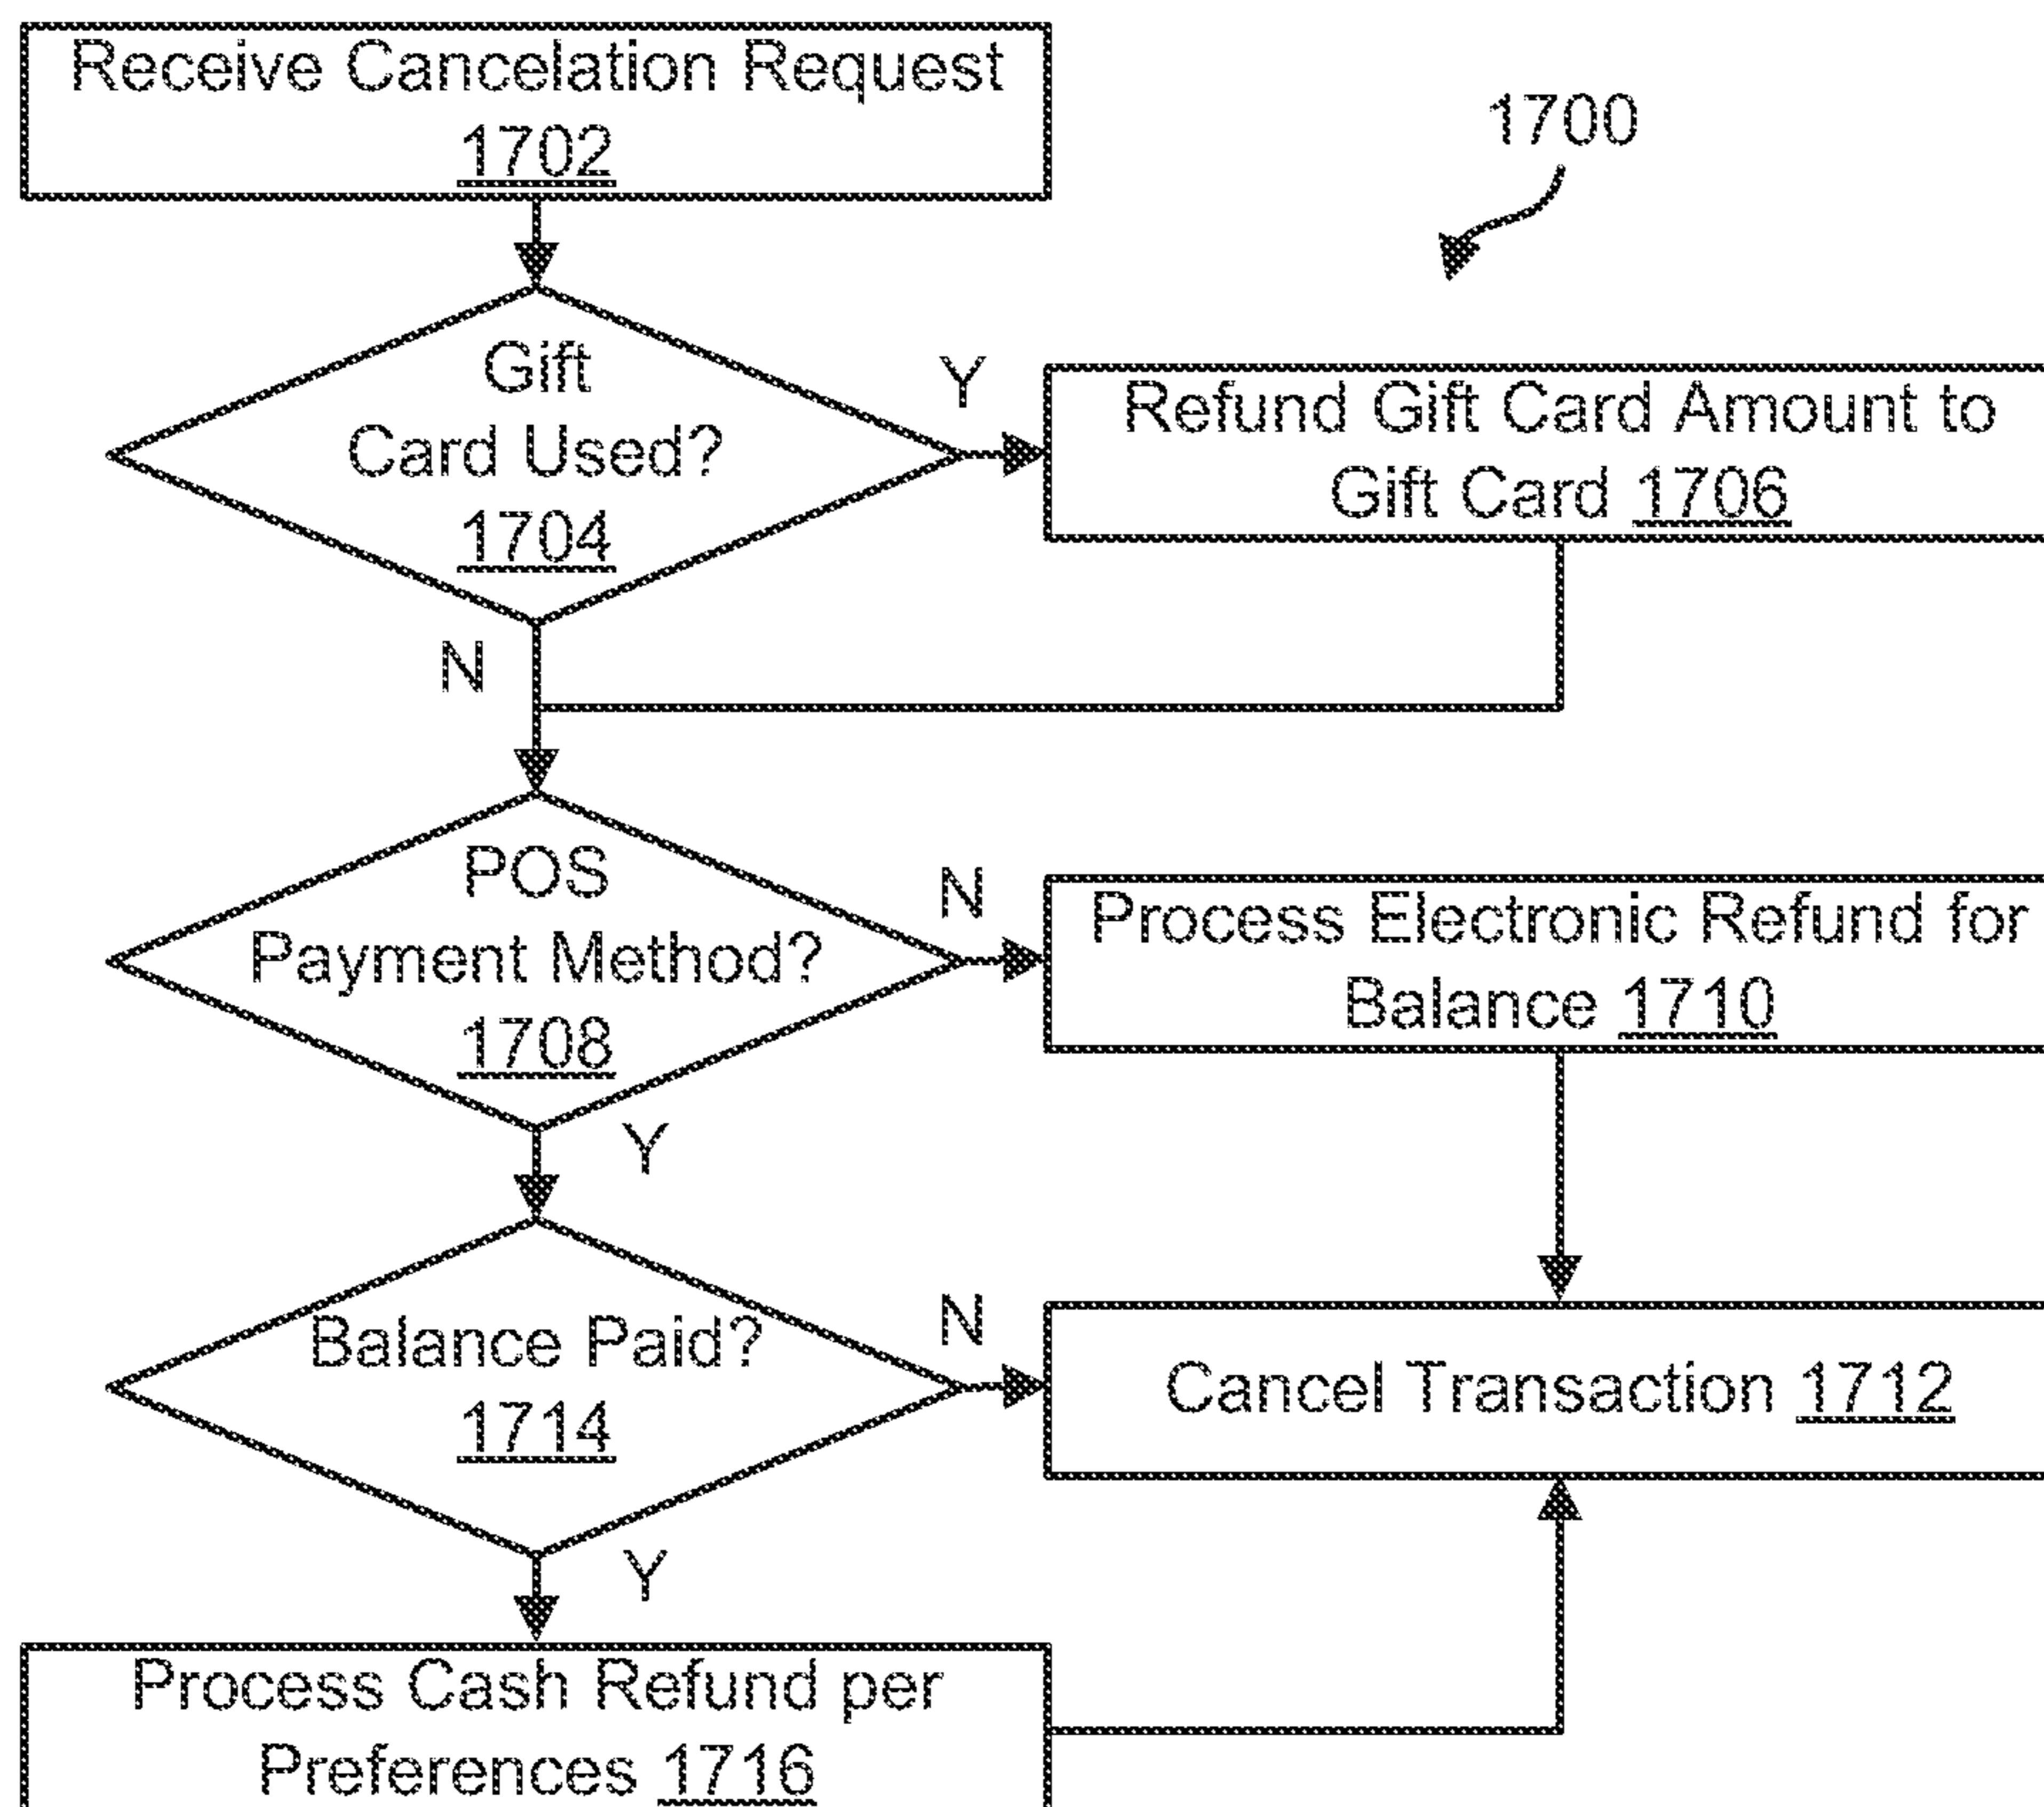 Receive Cancelation Request
1702
1700
Gift
Card Used?
1704
Y
Refund Gift Card Amount to
Gift Card 1706
N
POS
Payment Method?
1708
N
Process Electronic Refund for
Balance 1710
Y
Balance Paid?
1714
N
Cancel Transaction 1712
Y
Process Cash Refund per
Preferences 1716